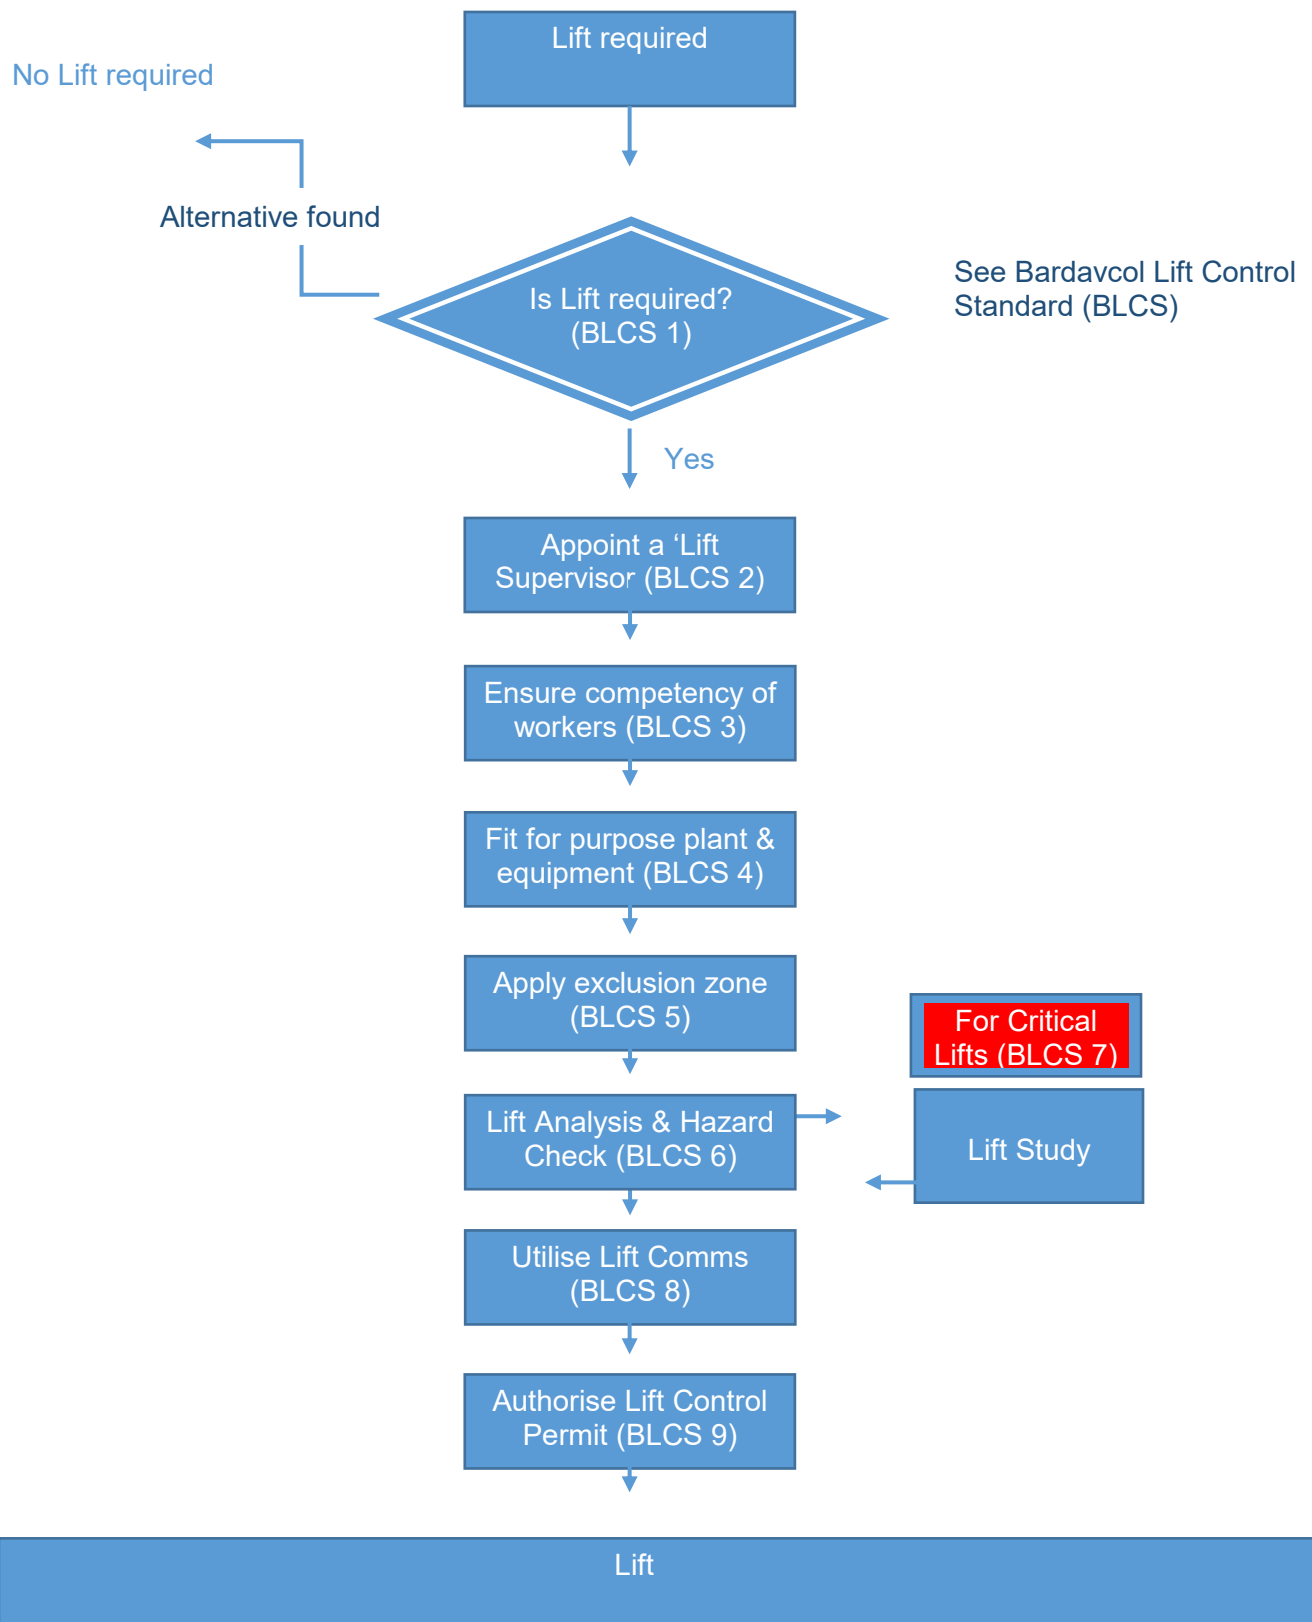 Lift required
No Lift required
Alternative found
Is Lift required?
(BLCS 1)
See Bardavcol Lift Control
Standard (BLCS)
Yes
Appoint a ‘Lift
Supervisor (BLCS 2)
Ensure competency of
workers (BLCS 3)
Fit for purpose plant &
equipment (BLCS 4)
Apply exclusion zone
(BLCS 5)
For Critical
Lifts (BLCS 7)
Lift Analysis & Hazard
Check (BLCS 6)
Lift Study
Utilise Lift Comms
(BLCS 8)
Authorise Lift Control
Permit (BLCS 9)
Lift